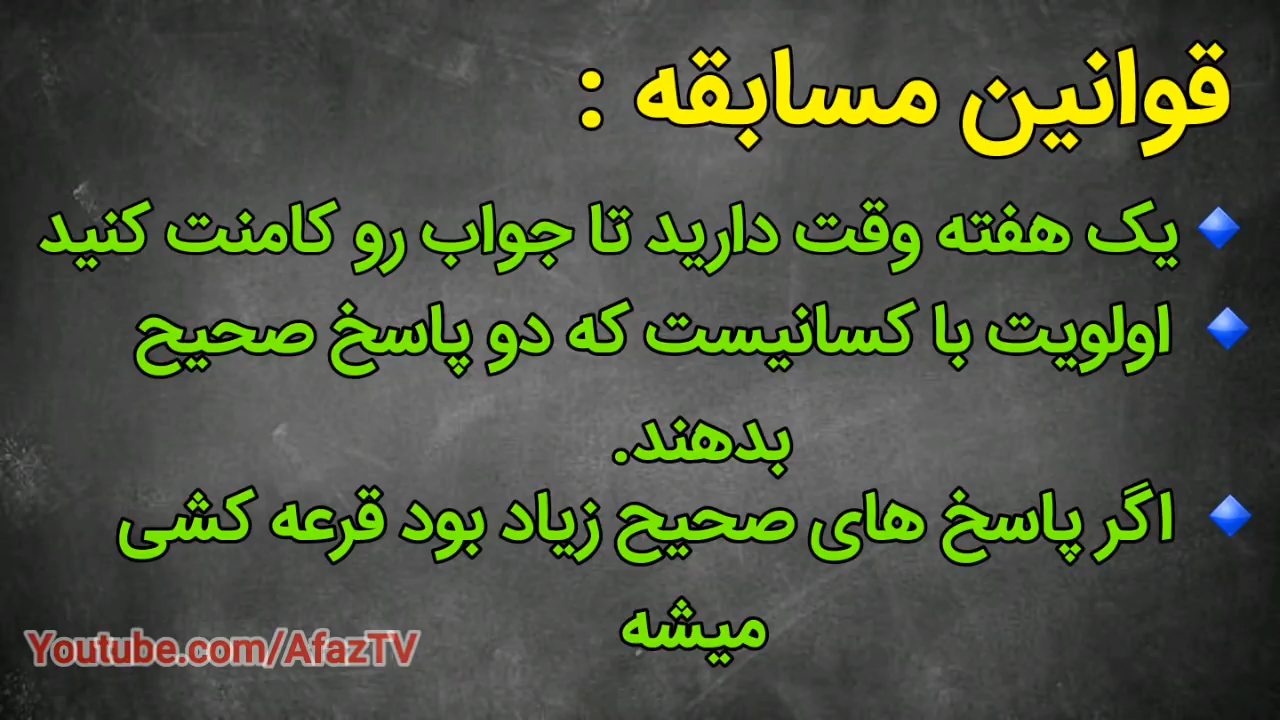 قوانین مسابقه :
یک هفته وقت دارید تا جواب رو کامنت کنید
اولویت با کسانیست که دو پاسخ صحیح
بدهند.
اگر پاسخ های صحیح زیاد بود قرعه کشی
میشه
Youtube.com/AfazTV